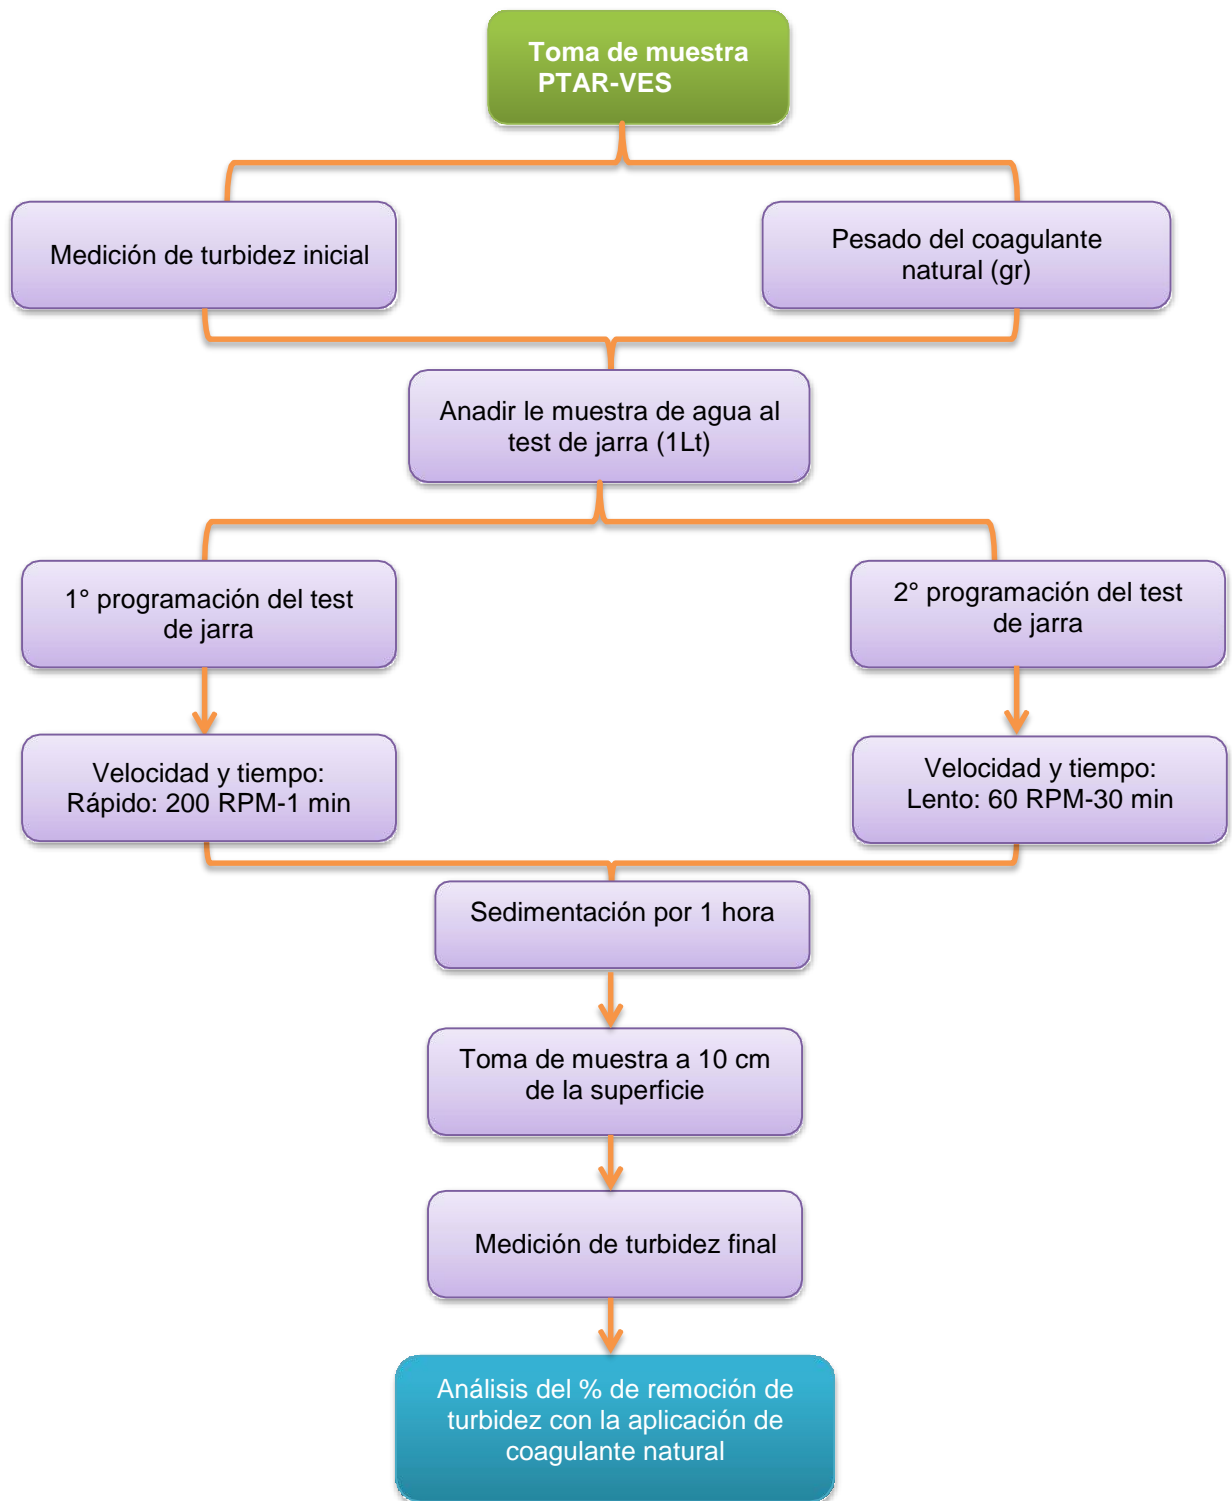 Toma de muestra
PTAR-VES
Medición de turbidez inicial
Pesado del coagulante
natural (gr)
Anadir le muestra de agua al
test de jarra (1Lt)
1° programación del test
de jarra
2° programación del test
de jarra
Velocidad y tiempo:
Rápido: 200 RPM-1 min
Velocidad y tiempo:
Lento: 60 RPM-30 min
Sedimentación por 1 hora
Toma de muestra a 10 cm
de la superficie
Medición de turbidez final
Análisis del % de remoción de
turbidez con la aplicación de
coagulante natural